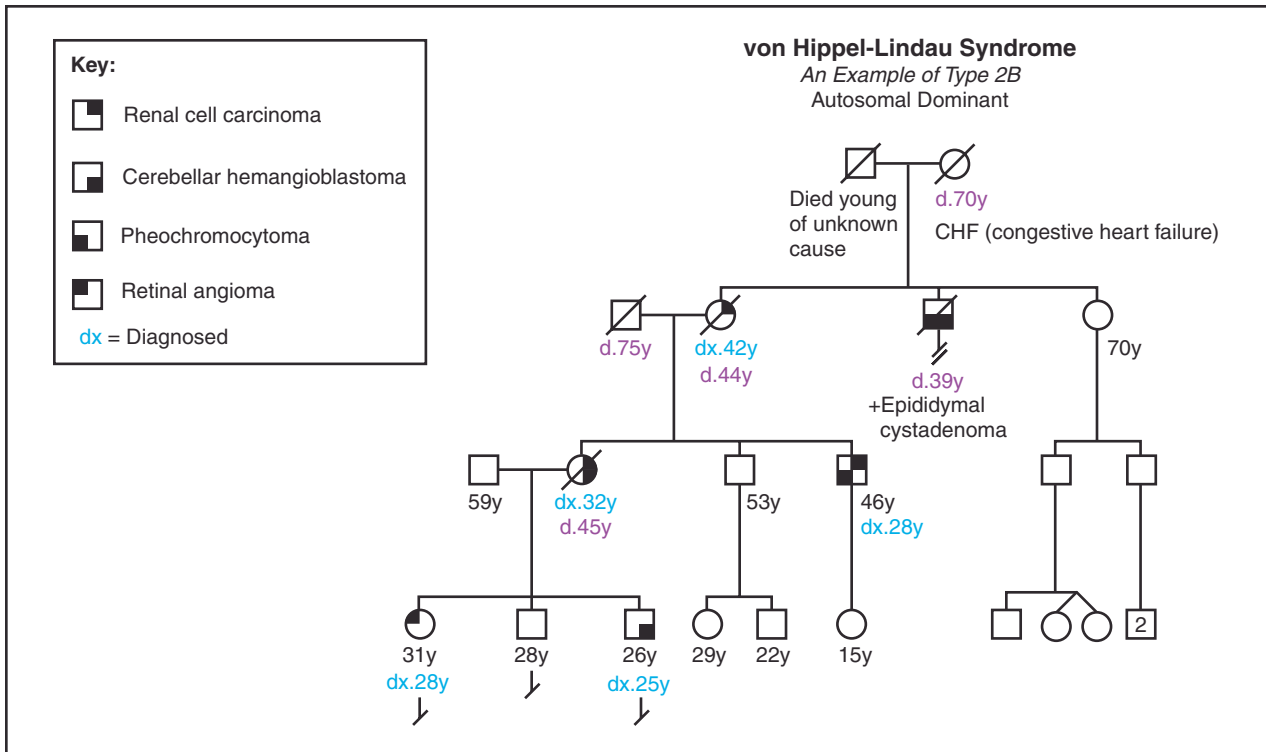 Key:
Renal cell carcinoma
Cerebellar hemangioblastoma
Pheochromocytoma
Retinal angioma
dx = Diagnosed
von Hippel-Lindau Syndrome
An Example of Type 2B
Autosomal Dominant
Died young
of unknown
cause
d.70y
CHF (congestive heart failure)
d.75y
dx.42y
d.44y
d.39y
+Epididymal
cystadenoma
70y
59y
dx.32y
d.45y
53y
46y
dx.28y
31y
dx.28y
28y
26y
dx.25y
29y
22y
15y
2